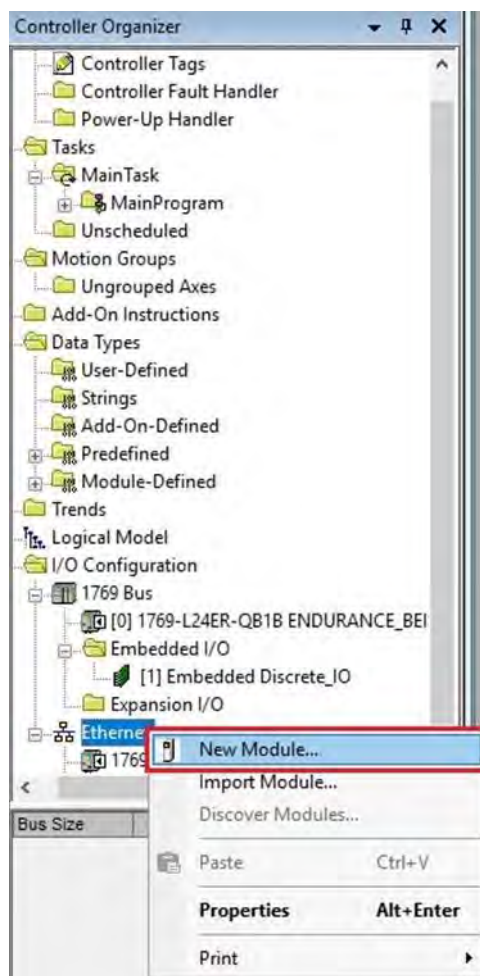 Controller Organizer
Controller Tags
Controller Fault Handler
Power-Up Handler
Tasks
MainTask
MainProgram
Unscheduled
Motion Groups
Ungrouped Axes
Add-On Instructions
Data Types
User-Defined
Strings
Add-On-Defined
Predefined
Module-Defined
Trends
Logical Model
I/O Configuration
1769 Bus
[0] 1769-L24ER-QB1B ENDURANCE_BEI
Embedded I/O
[1] Embedded Discrete_IO
Expansion I/O
Etherne
1769
New Module...
Import Module...
Discover Modules...
Paste Ctrl+V
Properties Alt+Enter
Print
Bus Size